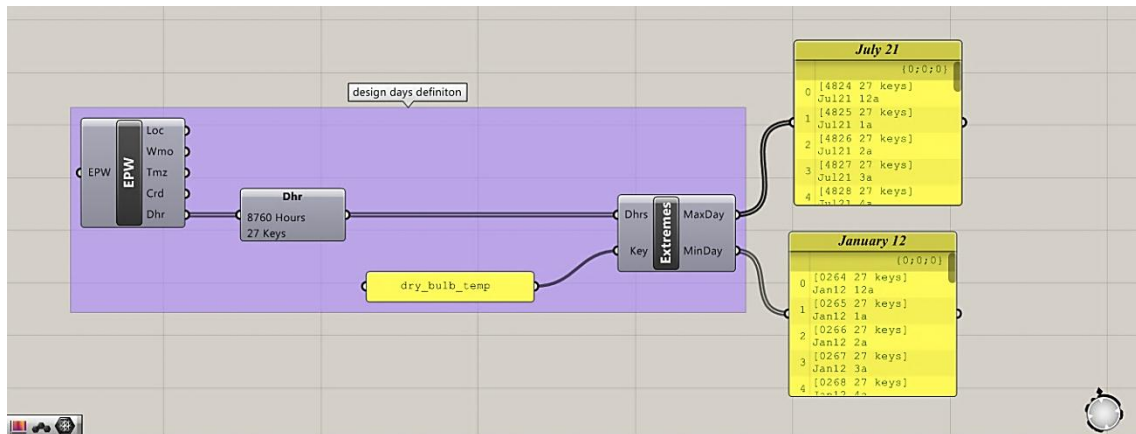 design days definiton
EPW
EPW
Loc
Wmo
Tmz
Crd
Dhr
Dhr
8760 Hours
27 Keys
dry_bulb_temp
Dhrs
Key
Extremes
MaxDay
MinDay
July 21
{0;0;0}
0 [4824 27 keys]
Jul21 12a
1 [4825 27 keys]
Jul21 1a
2 [4826 27 keys]
Jul21 2a
3 [4827 27 keys]
Jul21 3a
4 [4828 27 keys]
Jul21 4a
January 12
{0;0;0}
0 [0264 27 keys]
Jan12 12a
1 [0265 27 keys]
Jan12 1a
2 [0266 27 keys]
Jan12 2a
3 [0267 27 keys]
Jan12 3a
4 [0268 27 keys]
Jan12 4a